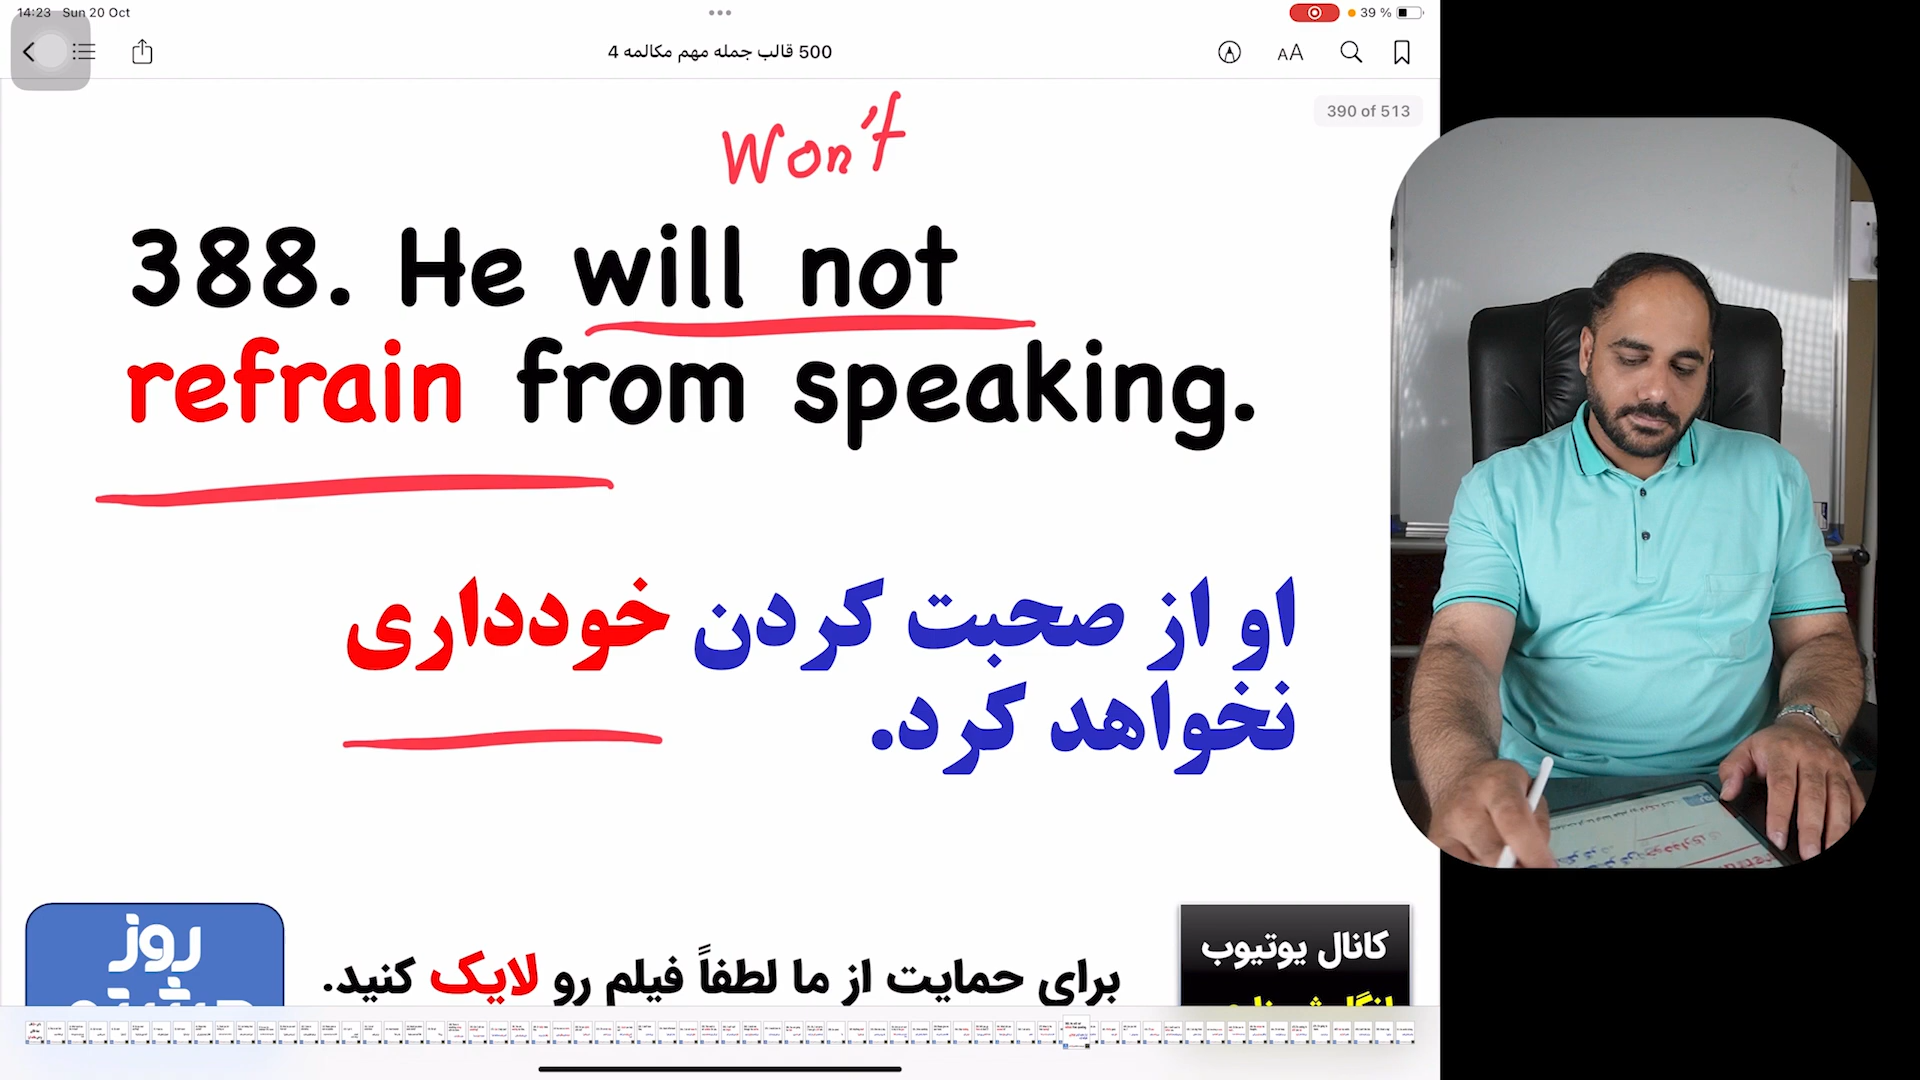 14:23 Sun 20 Oct
39 %
500 قالب جمله مهم مکالمه 4
AA
390 of 513
Won't
388. He will not
refrain from speaking.
او از صحبت کردن خودداری
نخواهد کرد.
روز
برای حمایت از ما لطفاً فیلم رو لایک کنید.
کانال یوتیوب